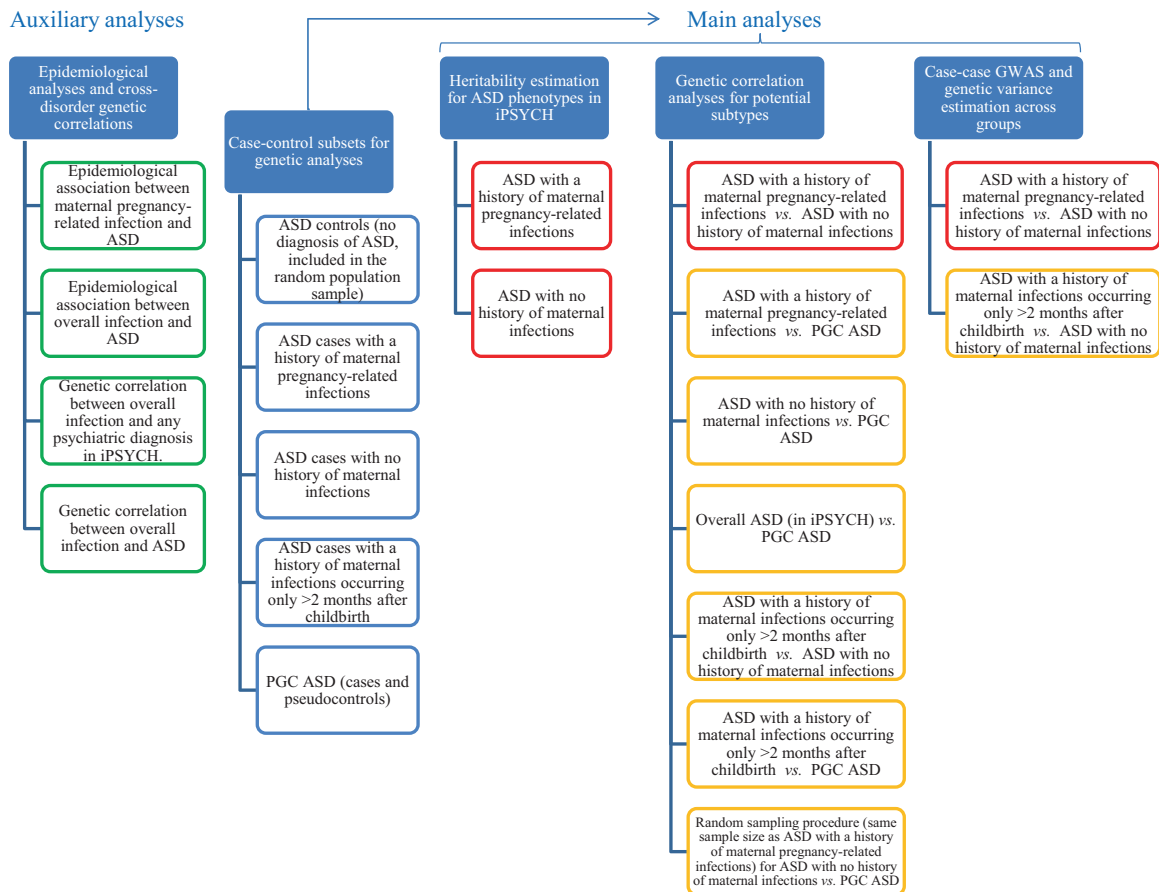 Auxiliary analyses
Main analyses
Epidemiological
analyses and cross-
disorder genetic
correlations
Epidemiological
association between
maternal pregnancy-
related infection and
ASD
Epidemiological
association between
overall infection and
ASD
Genetic correlation
between overall
infection and any
psychiatric diagnosis
in iPSYCH.
Genetic correlation
between overall
infection and ASD
Case-control subsets for
genetic analyses
ASD controls (no
diagnosis of ASD,
included in the
random population
sample)
ASD cases with a
history of maternal
pregnancy-related
infections
ASD cases with no
history of maternal
infections
ASD cases with a
history of maternal
infections occurring
only >2 months after
childbirth
PGC ASD (cases and
pseudocontrols)
Heritability estimation
for ASD phenotypes in
iPSYCH
ASD with a
history of maternal
pregnancy-related
infections
ASD with no
history of maternal
infections
Genetic correlation
analyses for potential
subtypes
ASD with a history of
maternal pregnancy-related
infections vs. ASD with no
history of maternal infections
ASD with a history of
maternal pregnancy-related
infections vs. PGC ASD
ASD with no history of
maternal infections vs. PGC
ASD
Overall ASD (in iPSYCH) vs.
PGC ASD
ASD with a history of
maternal infections occurring
only >2 months after
childbirth vs. ASD with no
history of maternal infections
ASD with a history of
maternal infections occurring
only >2 months after
childbirth vs. PGC ASD
Random sampling procedure (same
sample size as ASD with a history
of maternal pregnancy-related
infections) for ASD with no history
of maternal infections vs. PGC ASD
Case-case GWAS and
genetic variance
estimation across
groups
ASD with a history of
maternal pregnancy-related
infections vs. ASD with no
history of maternal infections
ASD with a history of
maternal infections occurring
only >2 months after
childbirth vs. ASD with no
history of maternal infections